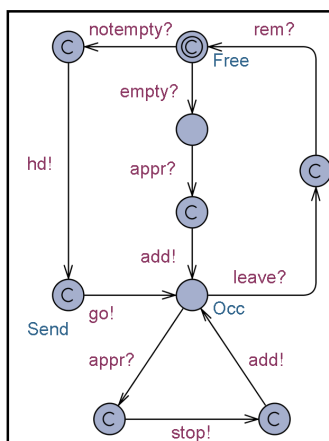 notempty?
rem?
C
C
Free
empty?
appr?
hd!
C
C
add!
leave?
C
Send
go!
Occ
appr?
add!
C
stop!
C